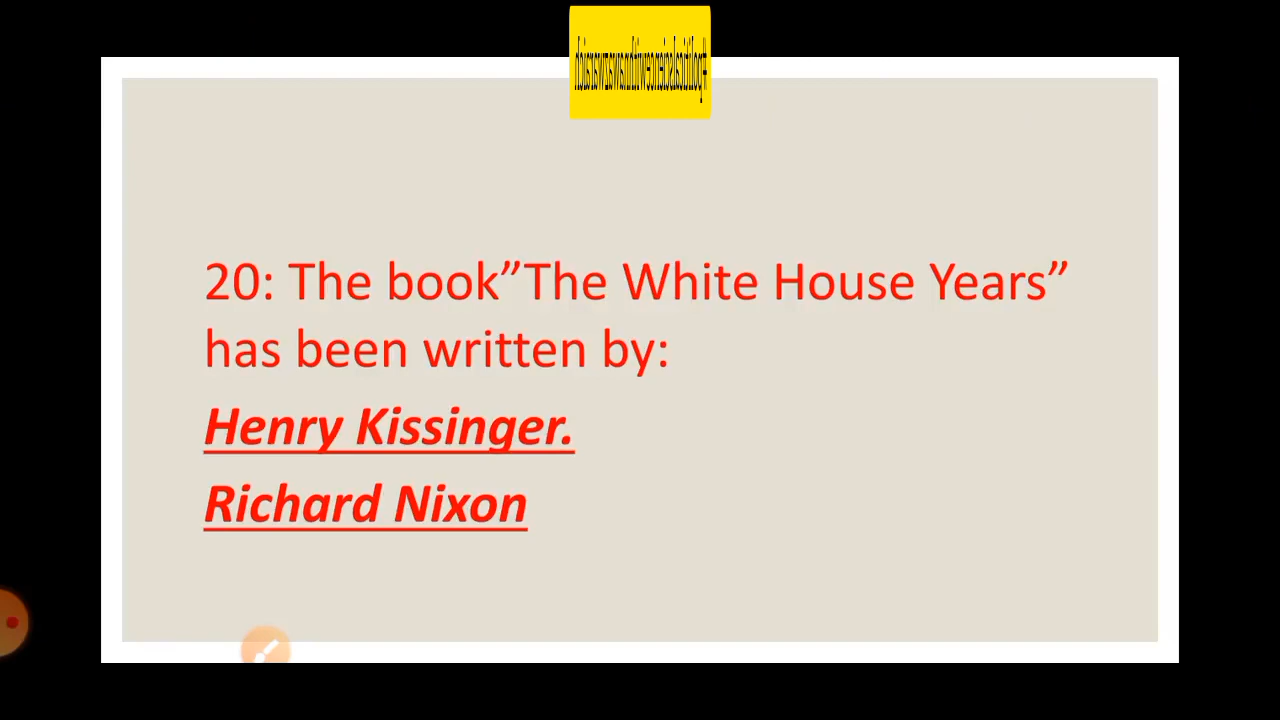 20: The book”The White House Years”
has been written by:
Henry Kissinger.
Richard Nixon